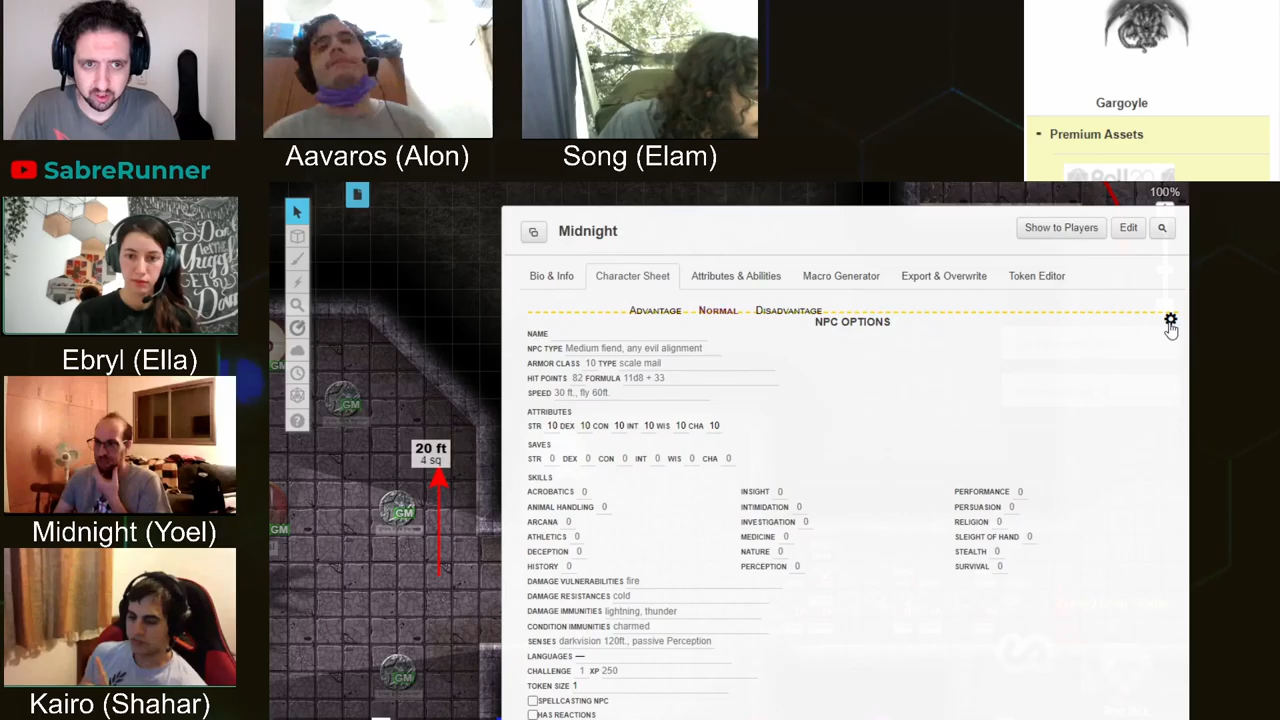 Gargoyle
Premium Assets
Aavaros (Alon)
Song (Elam)
SabreRunner
100%
Midnight
Show to Players
Edit
Bio & Info
Character Sheet
Attributes & Abilities
Macro Generator
Export & Overwrite
Token Editor
ADVANTAGE NORMAL DISADVANTAGE
NPC OPTIONS
NAME
NPC TYPE Medium fiend, any evil alignment
ARMOR CLASS 10 TYPE scale mail
HIT POINTS 82 FORMULA 11d8 + 33
SPEED 30 ft., fly 60ft.
ATTRIBUTES
STR 10 DEX 10 CON 10 INT 10 WIS 10 CHA 10
SAVES
STR 0 DEX 0 CON 0 INT 0 WIS 0 CHA 0
SKILLS
ACROBATICS 0 INSIGHT 0 PERFORMANCE 0
ANIMAL HANDLING 0 INTIMIDATION 0 PERSUASION 0
ARCANA 0 INVESTIGATION 0 RELIGION 0
ATHLETICS 0 MEDICINE 0 SLEIGHT OF HAND 0
DECEPTION 0 NATURE 0 STEALTH 0
HISTORY 0 PERCEPTION 0 SURVIVAL 0
DAMAGE VULNERABILITIES fire
DAMAGE RESISTANCES cold
DAMAGE IMMUNITIES lightning, thunder
CONDITION IMMUNITIES charmed
SENSES darkvision 120ft., passive Perception
LANGUAGES —
CHALLENGE 1 XP 250
TOKEN SIZE 1
SPELLCASTING NPC
HAS REACTIONS
GM
GM
20 ft
4 sq
GM
GM
GM
Ebryl (Ella)
Midnight (Yoel)
Kairo (Shahar)